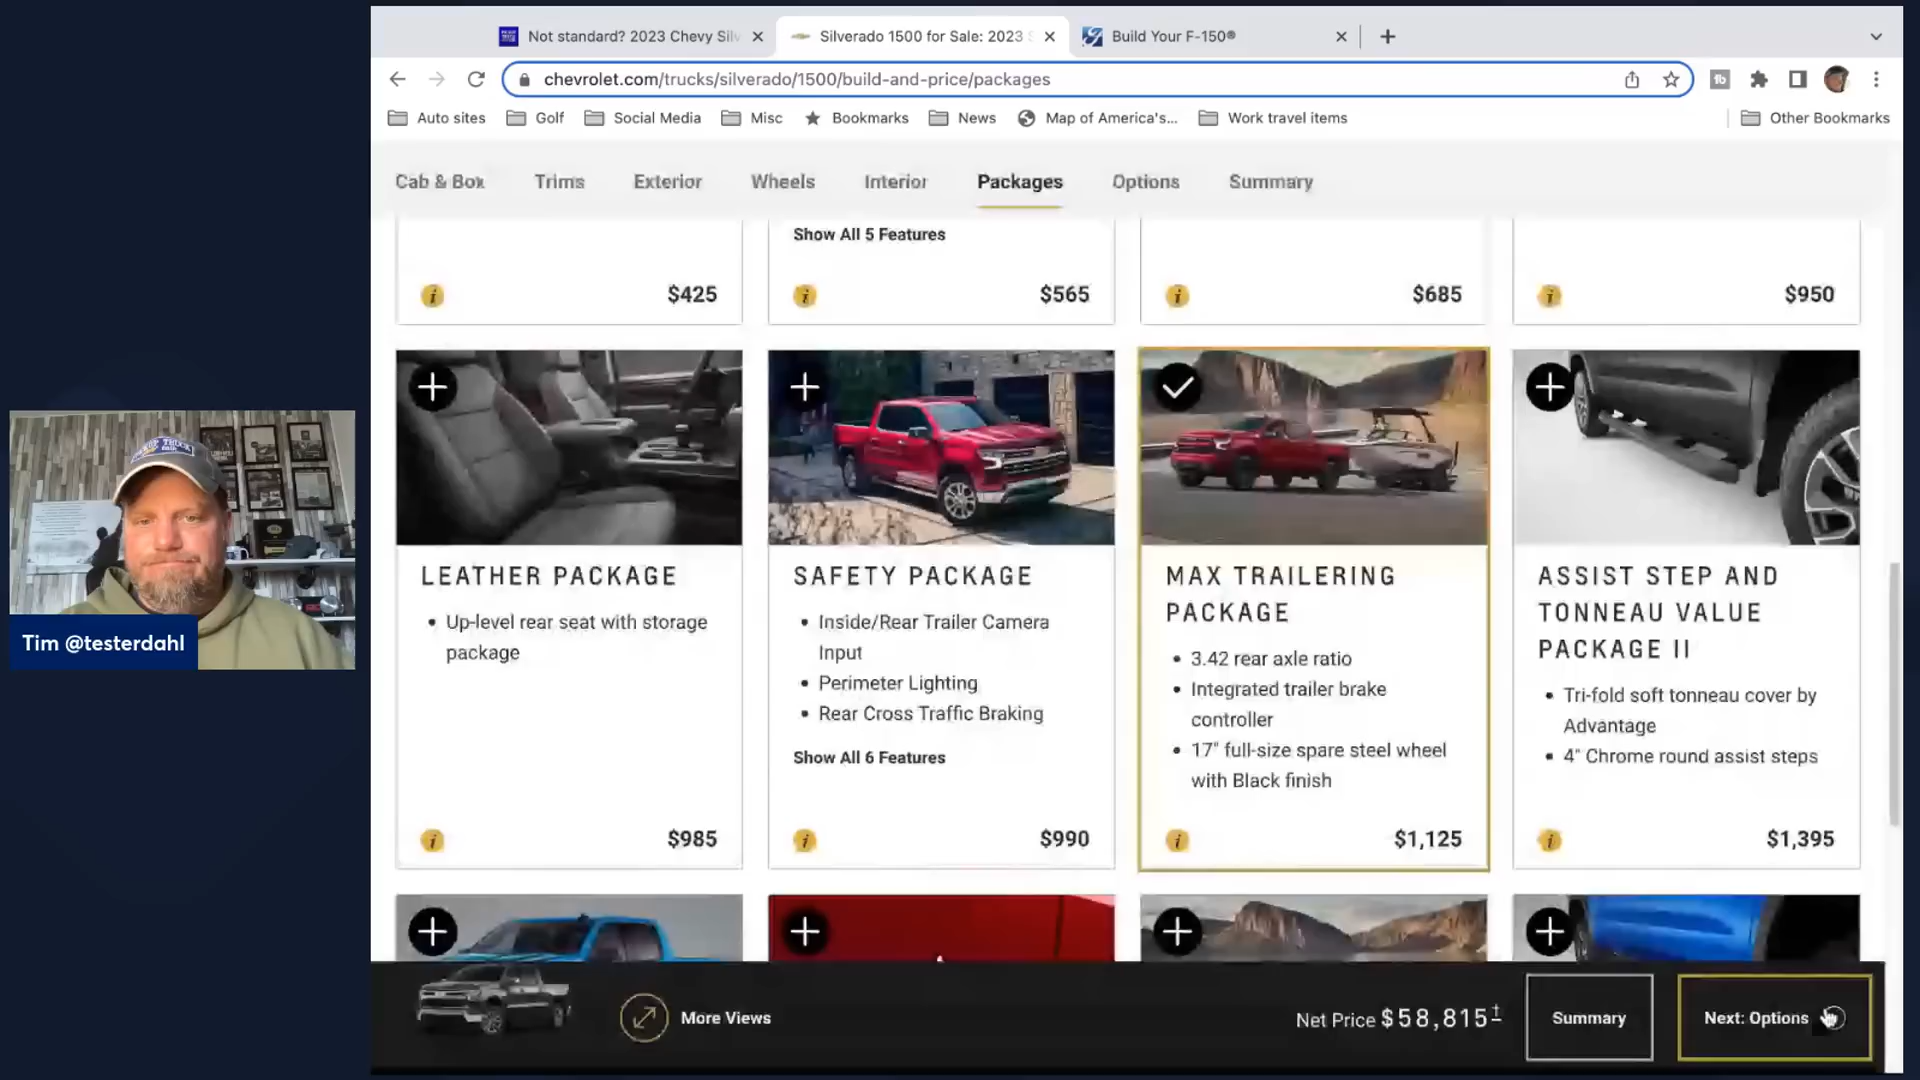 Not standard? 2023 Chevy Silv
Silverado 1500 for Sale: 2023 S
Build Your F-150®
chevrolet.com/trucks/silverado/1500/build-and-price/packages
Auto sites
Golf
Social Media
Misc
Bookmarks
News
Map of America's...
Work travel items
Other Bookmarks
Cab & Box
Trims
Exterior
Wheels
Interior
Packages
Options
Summary
Show All 5 Features
$425
$565
$685
$950
LEATHER PACKAGE
• Up-level rear seat with storage
package
$985
SAFETY PACKAGE
• Inside/Rear Trailer Camera
Input
• Perimeter Lighting
• Rear Cross Traffic Braking
Show All 6 Features
$990
MAX TRAILERING
PACKAGE
• 3.42 rear axle ratio
• Integrated trailer brake
controller
• 17" full-size spare steel wheel
with Black finish
$1,125
ASSIST STEP AND
TONNEAU VALUE
PACKAGE II
• Tri-fold soft tonneau cover by
Advantage
• 4" Chrome round assist steps
$1,395
Tim @testerdahl
More Views
Net Price $58,815‡
Summary
Next: Options